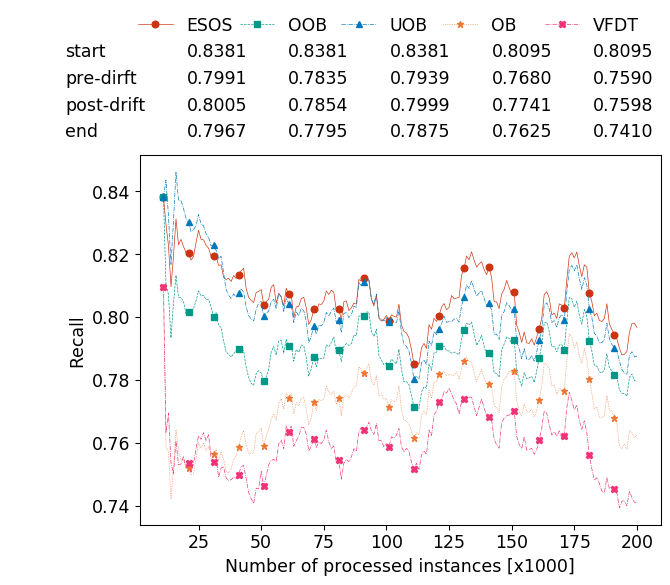 ESOS OOB UOB OB VFDT
start 0.8381 0.8381 0.8381 0.8095 0.8095
pre-dirft 0.7991 0.7835 0.7939 0.7680 0.7590
post-drift 0.8005 0.7854 0.7999 0.7741 0.7598
end 0.7967 0.7795 0.7875 0.7625 0.7410
0.84
0.82
0.80
0.78
0.76
0.74
Recall
25 50 75 100 125 150 175 200
Number of processed instances [x1000]